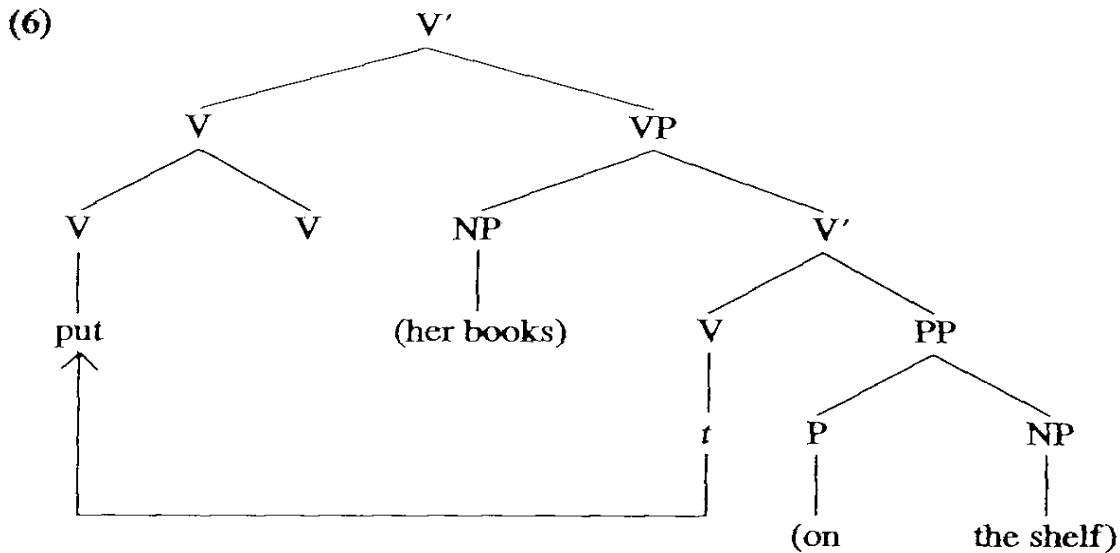 (6)
V′
V VP
V V NP V′
put (her books) V PP
t P NP
(on the shelf)